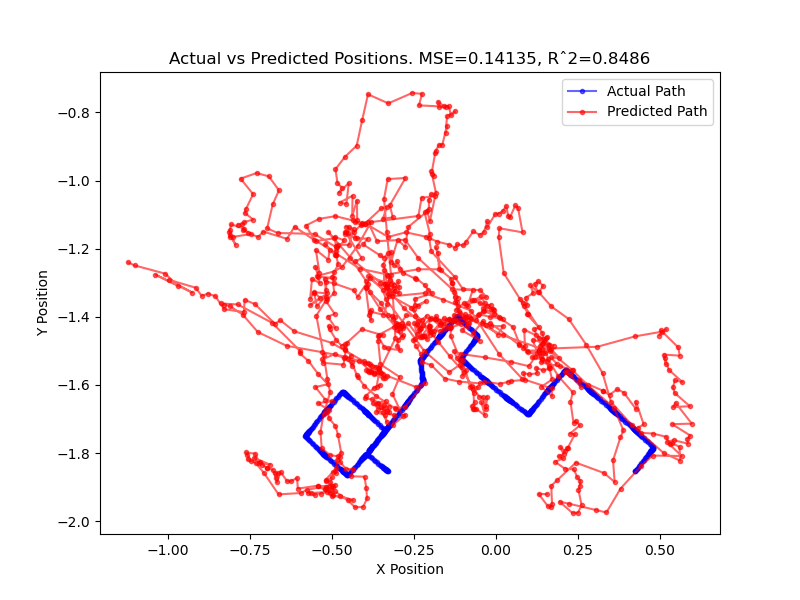 Actual vs Predicted Positions. MSE=0.14135, R^2=0.8486
Actual Path
Predicted Path
Y Position
−0.8
−1.0
−1.2
−1.4
−1.6
−1.8
−2.0
−1.00 −0.75 −0.50 −0.25 0.00 0.25 0.50
X Position